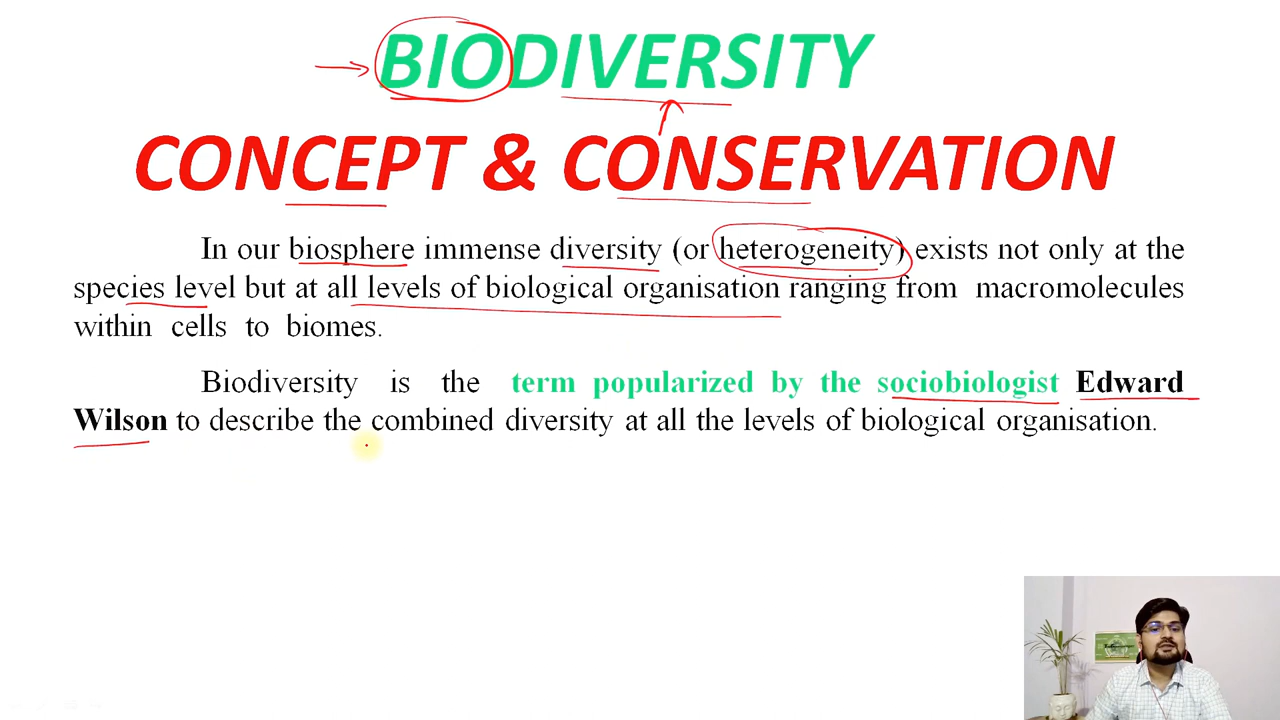 BIODIVERSITY
CONCEPT & CONSERVATION
In our biosphere immense diversity (or heterogeneity) exists not only at the
species level but at all levels of biological organisation ranging from macromolecules
within cells to biomes.
Biodiversity is the term popularized by the sociobiologist Edward
Wilson to describe the combined diversity at all the levels of biological organisation.